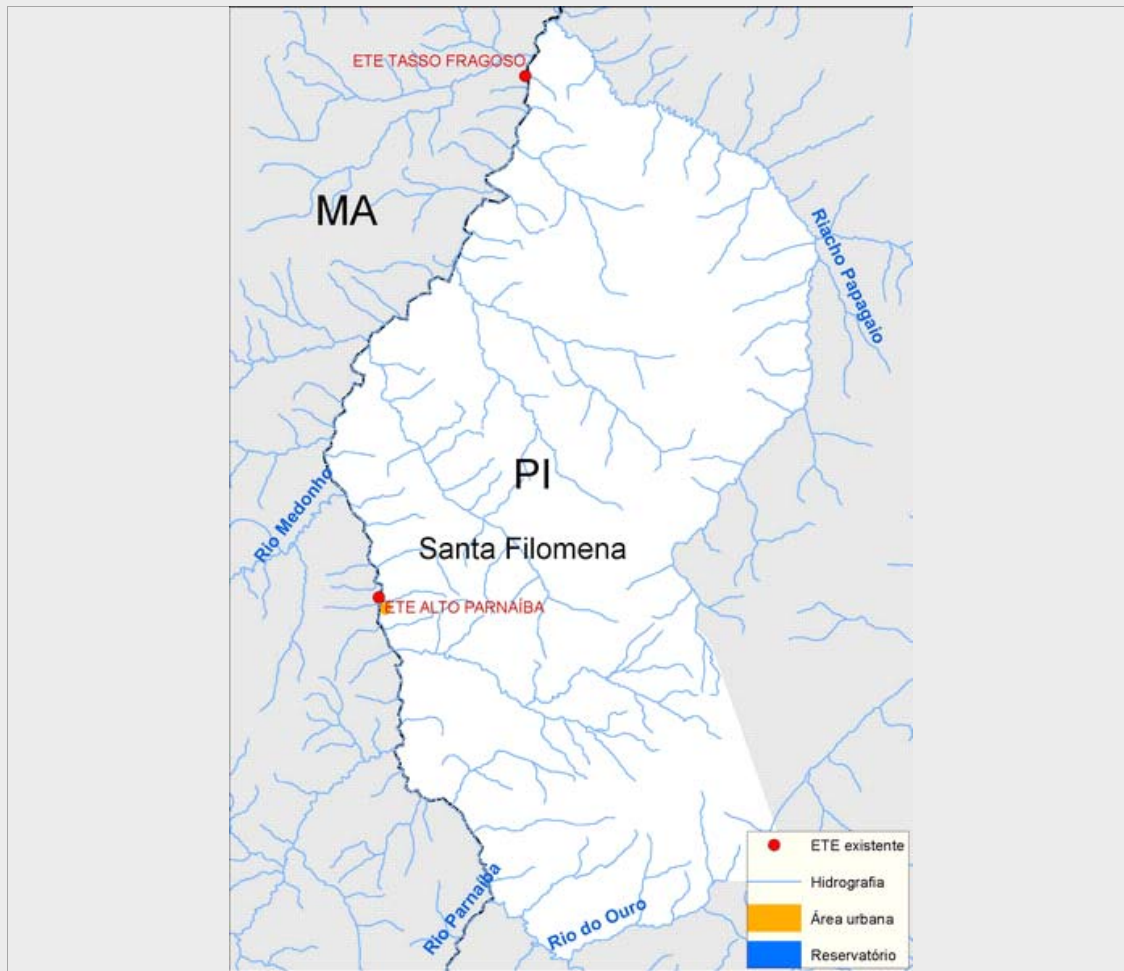 ETE TASSO FRAGOSO
MA
Riacho Papagaio
PI
Rio Medonho
Santa Filomena
ETE ALTO PARNAÍBA
Rio Parnaíba
Rio do Ouro
ETE existente
Hidrografia
Área urbana
Reservatório